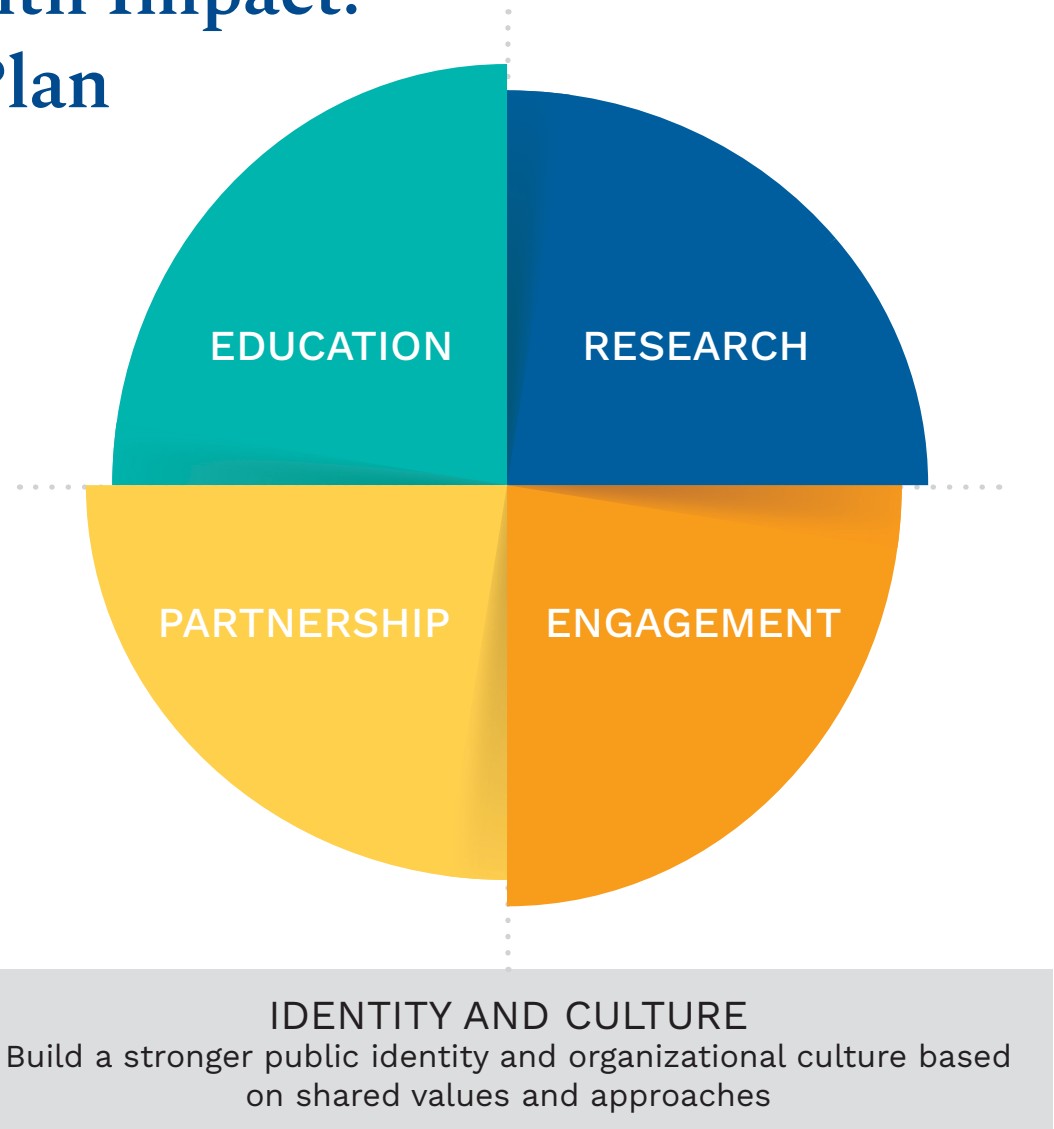 Impact:
Plan
EDUCATION
RESEARCH
PARTNERSHIP
ENGAGEMENT
IDENTITY AND CULTURE
Build a stronger public identity and organizational culture based
on shared values and approaches